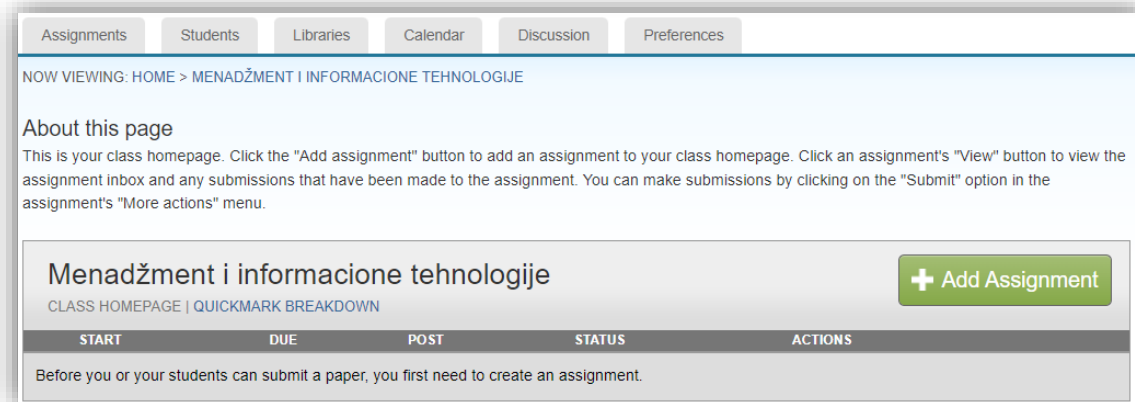 Assignments Students Libraries Calendar Discussion Preferences
NOW VIEWING: HOME > MENADŽMENT I INFORMACIONE TEHNOLOGIJE
About this page
This is your class homepage. Click the "Add assignment" button to add an assignment to your class homepage. Click an assignment's "View" button to view the
assignment inbox and any submissions that have been made to the assignment. You can make submissions by clicking on the "Submit" option in the
assignment's "More actions" menu.
Menadžment i informacione tehnologije
+ Add Assignment
CLASS HOMEPAGE | QUICKMARK BREAKDOWN
START DUE POST STATUS ACTIONS
Before you or your students can submit a paper, you first need to create an assignment.